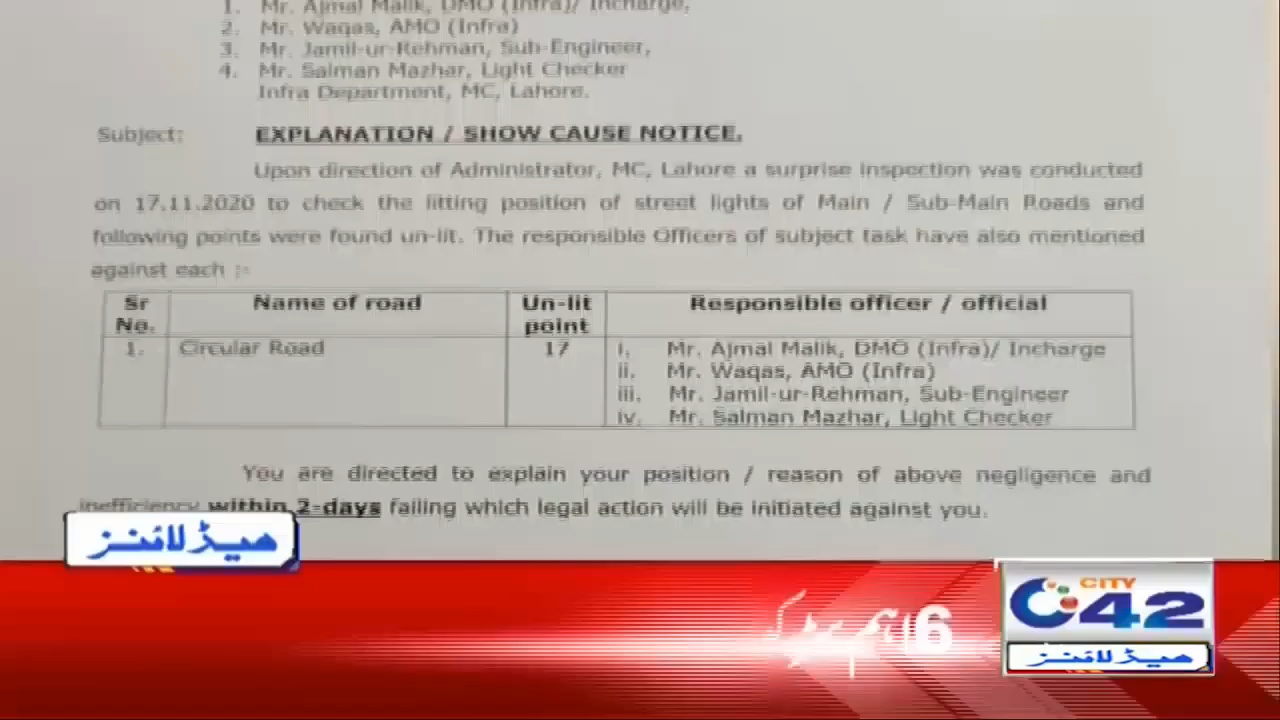 1. Mr. Ajmal Malik, DMO (Infra)/ Incharge,
2. Mr. Waqas, AMO (Infra)
3. Mr. Jamil-ur-Rehman, Sub-Engineer,
4. Mr. Salman Mazhar, Light Checker
Infra Department, MC, Lahore.
Subject: EXPLANATION / SHOW CAUSE NOTICE.
Upon direction of Administrator, MC, Lahore a surprise inspection was conducted
on 17.11.2020 to check the litting position of street lights of Main / Sub-Main Roads and
following points were found un-lit. The responsible Officers of subject task have also mentioned
against each :-
Sr No. Name of road Un-lit point Responsible officer / official
1. Circular Road 17 i. Mr. Ajmal Malik, DMO (Infra)/ Incharge
ii. Mr. Waqas, AMO (Infra)
iii. Mr. Jamil-ur-Rehman, Sub-Engineer
iv. Mr. Salman Mazhar, Light Checker
You are directed to explain your position / reason of above negligence and
inefficiency within 2-days failing which legal action will be initiated against you.
ہیڈلائنز
6 اہم
CITY
42
ہیڈلائنز